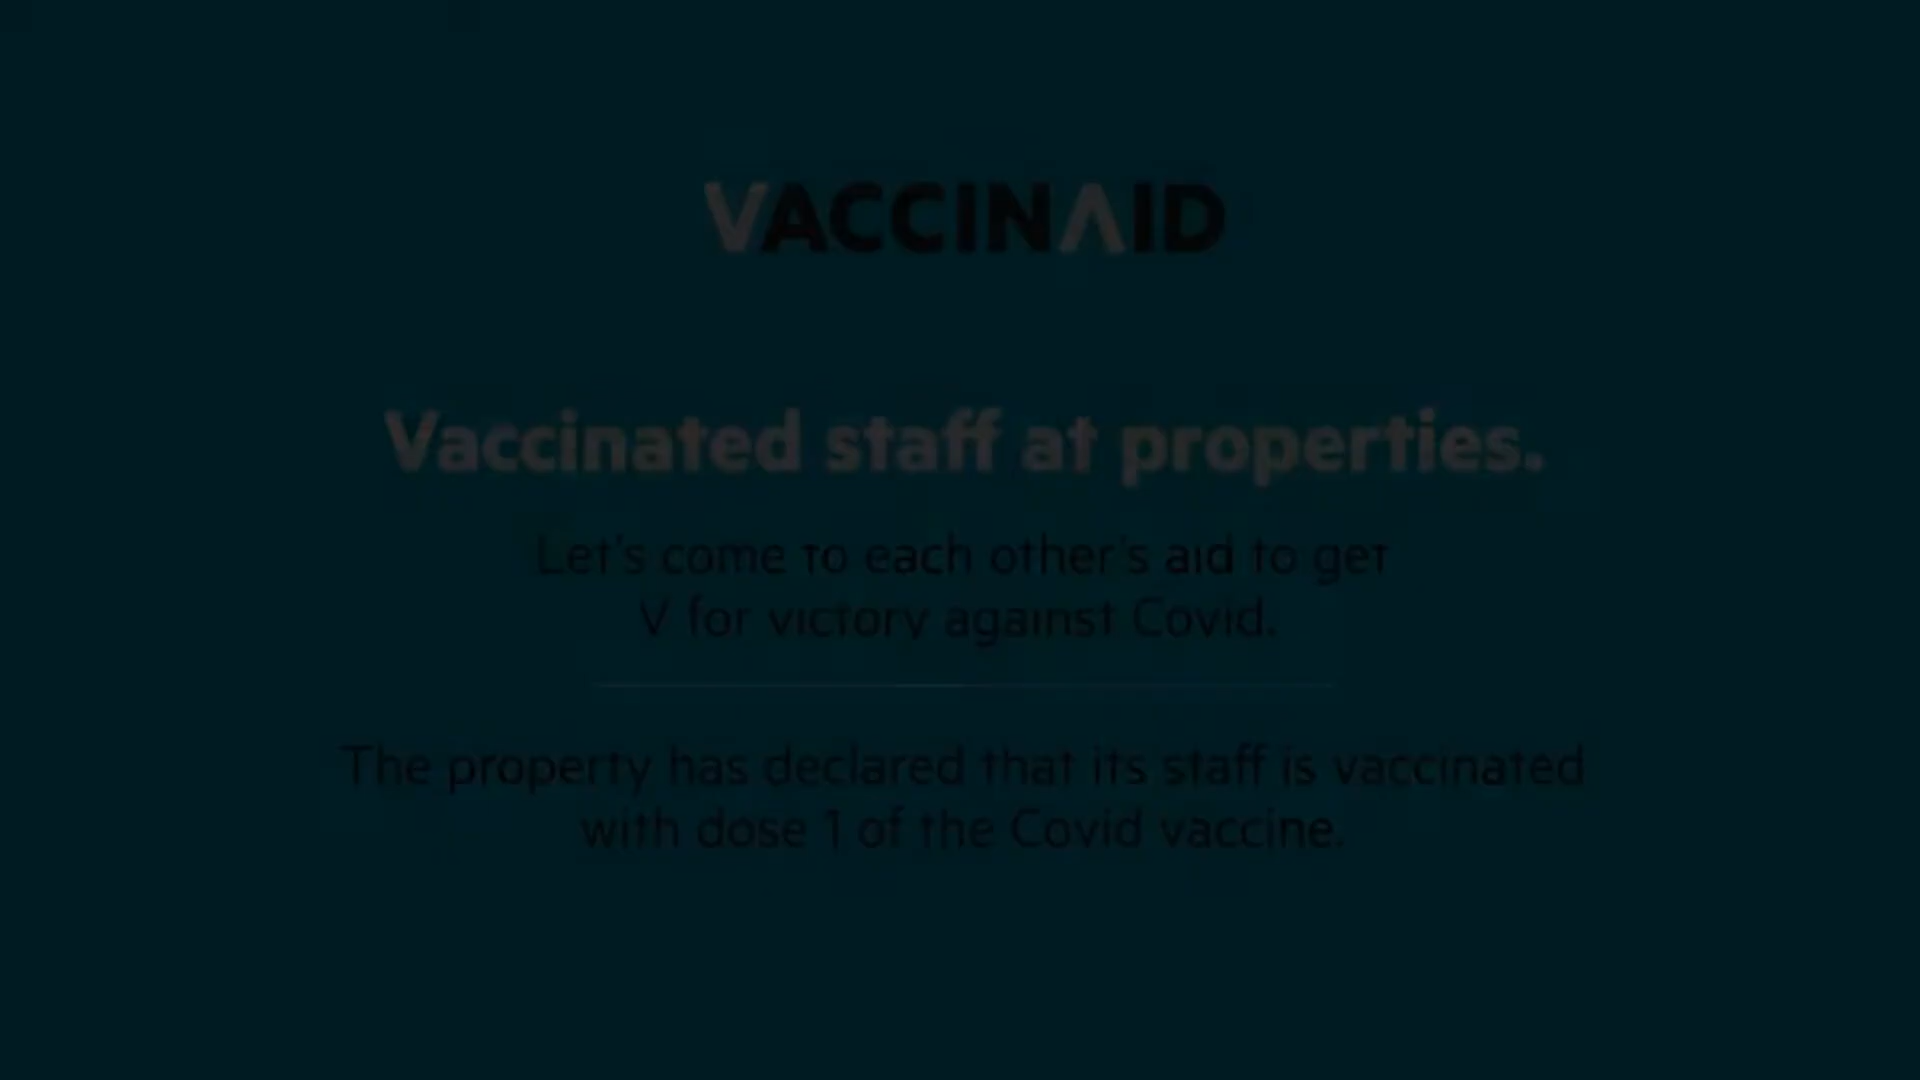 VACCINAID
Vaccinated staff at properties.
Let's come to each other's aid to get
V for victory against Covid.
The property has declared that its staff is vaccinated
with dose 1 of the Covid vaccine.